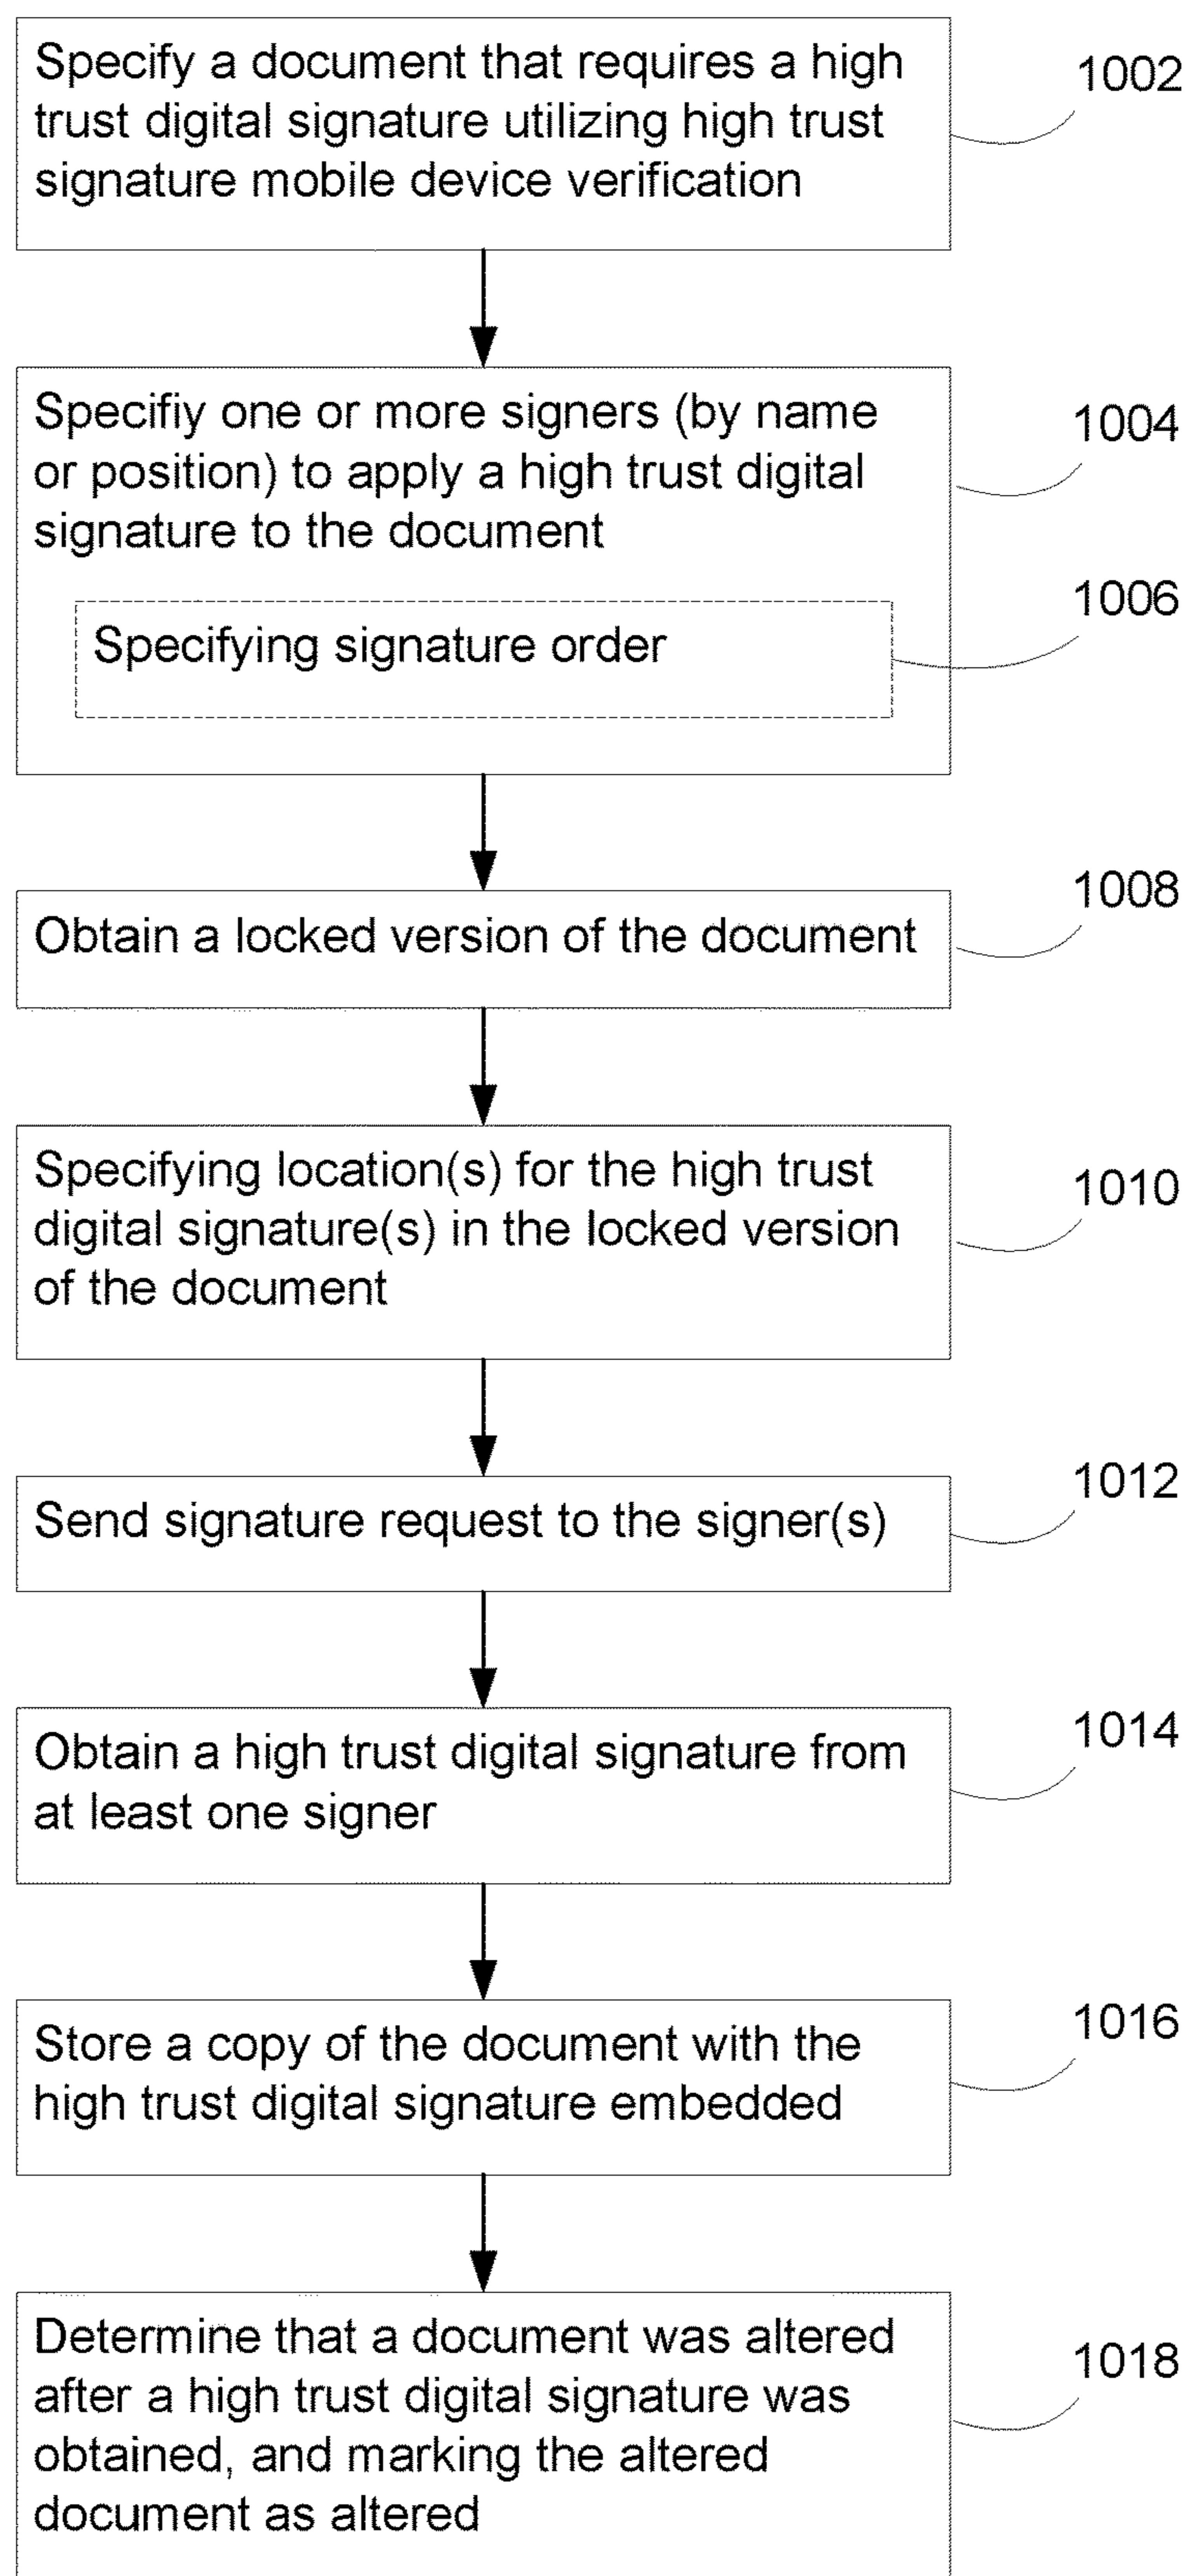 Specify a document that requires a high
trust digital signature utilizing high trust
signature mobile device verification
1002
Specifiy one or more signers (by name
or position) to apply a high trust digital
signature to the document
1004
Specifying signature order
1006
Obtain a locked version of the document
1008
Specifying location(s) for the high trust
digital signature(s) in the locked version
of the document
1010
Send signature request to the signer(s)
1012
Obtain a high trust digital signature from
at least one signer
1014
Store a copy of the document with the
high trust digital signature embedded
1016
Determine that a document was altered
after a high trust digital signature was
obtained, and marking the altered
document as altered
1018